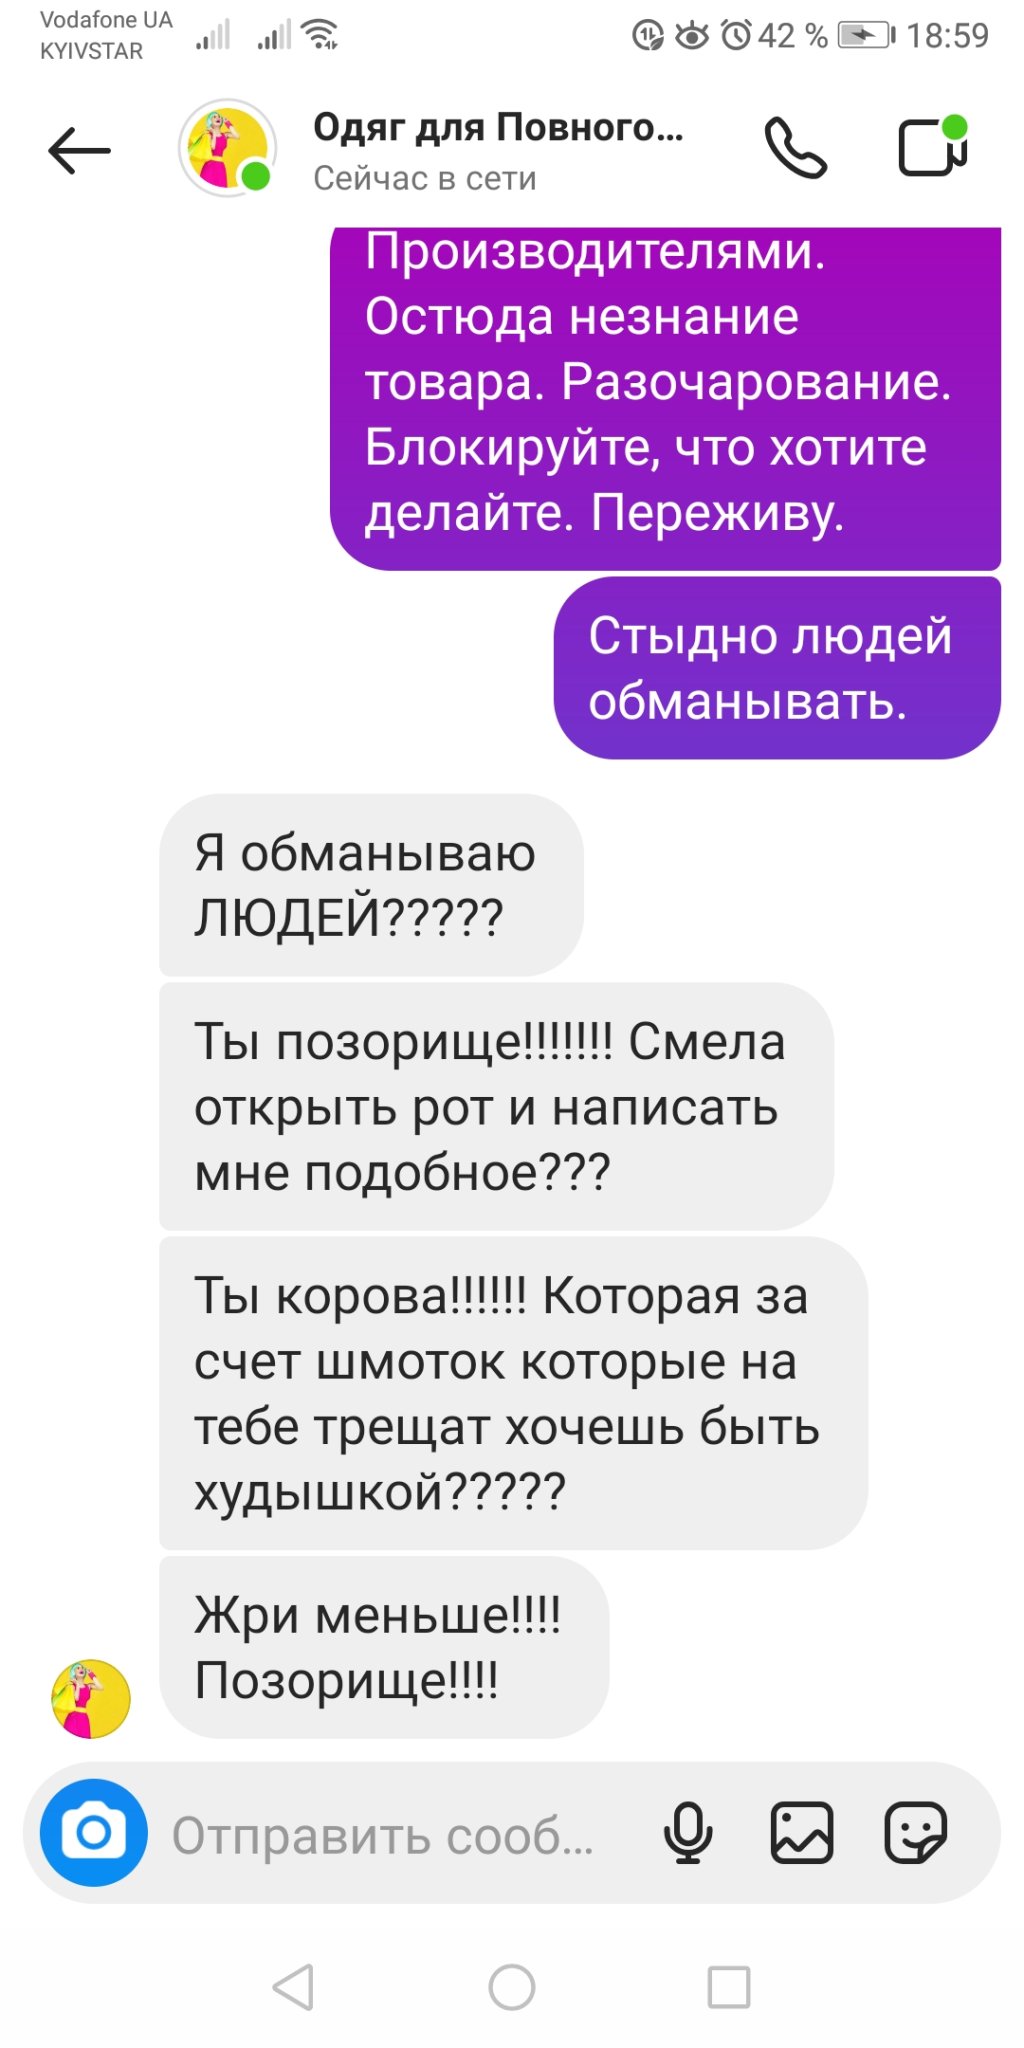 Vodafone UA
KYIVSTAR
42 %
18:59
Одяг для Повного...
Сейчас в сети
Производителями.
Остюда незнание
товара. Разочарование.
Блокируйте, что хотите
делайте. Переживу.
Стыдно людей
обманывать.
Я обманываю
ЛЮДЕЙ?????
Ты позорище!!!!!!! Смела
открыть рот и написать
мне подобное???
Ты корова!!!!!! Которая за
счет шмоток которые на
тебе трещат хочешь быть
худышкой?????
Жри меньше!!!!
Позорище!!!!
Отправить сооб...